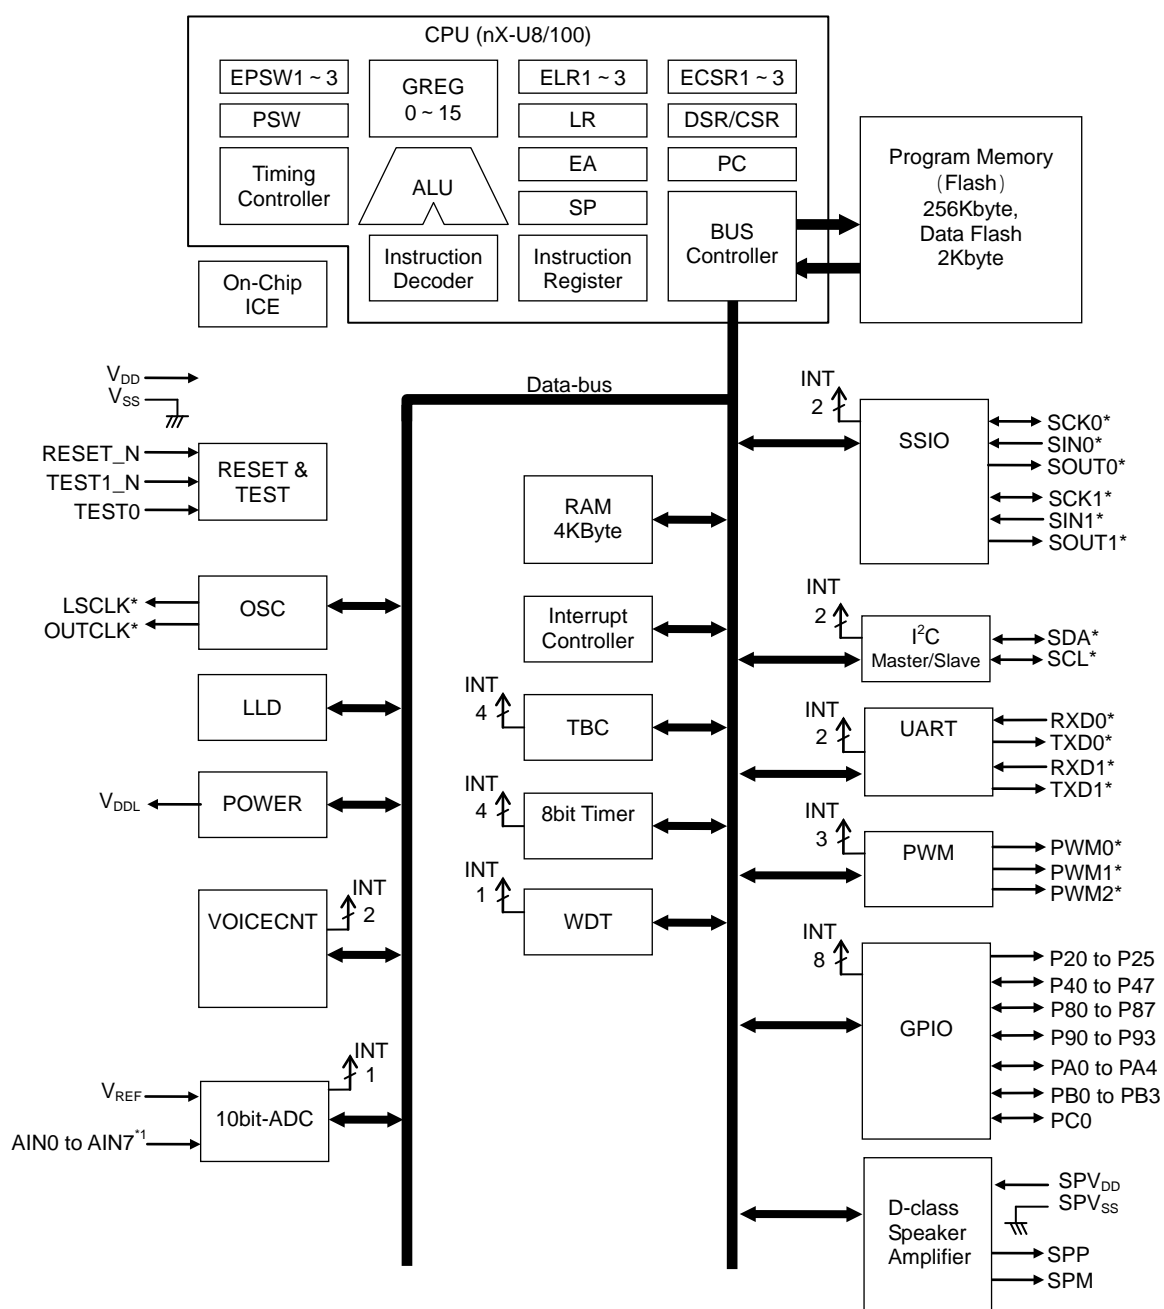 CPU (nX-U8/100)
EPSW1 ~ 3
GREG
0 ~ 15
ELR1 ~ 3
ECSR1 ~ 3
PSW
LR
DSR/CSR
Timing
Controller
ALU
EA
PC
SP
BUS
Controller
Instruction
Decoder
Instruction
Register
On-Chip
ICE
Program Memory
(Flash)
256Kbyte,
Data Flash
2Kbyte
VDD
VSS
Data-bus
RESET_N
TEST1_N
TEST0
RESET &
TEST
LSCLK*
OUTCLK*
OSC
LLD
VDDL
POWER
VOICECNT
INT
2
VREF
AIN0 to AIN7*1
10bit-ADC
INT
1
RAM
4KByte
Interrupt
Controller
INT
4
TBC
INT
4
8bit Timer
INT
1
WDT
INT
2
SSIO
SCK0*
SIN0*
SOUT0*
SCK1*
SIN1*
SOUT1*
INT
2
I2C
Master/Slave
SDA*
SCL*
INT
2
UART
RXD0*
TXD0*
RXD1*
TXD1*
INT
3
PWM
PWM0*
PWM1*
PWM2*
INT
8
GPIO
P20 to P25
P40 to P47
P80 to P87
P90 to P93
PA0 to PA4
PB0 to PB3
PC0
D-class
Speaker
Amplifier
SPVDD
SPVSS
SPP
SPM